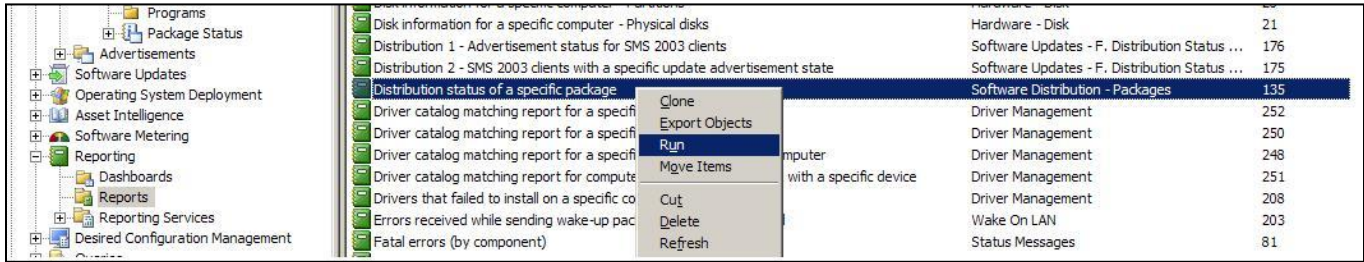 Programs
Package Status
Advertisements
Software Updates
Operating System Deployment
Asset Intelligence
Software Metering
Reporting
Dashboards
Reports
Reporting Services
Desired Configuration Management
Disk information for a specific computer - Physical disks Hardware - Disk 21
Distribution 1 - Advertisement status for SMS 2003 clients Software Updates - F. Distribution Status ... 176
Distribution 2 - SMS 2003 clients with a specific update advertisement state Software Updates - F. Distribution Status ... 175
Distribution status of a specific package Software Distribution - Packages 135
Driver catalog matching report for a specifi Driver Management 252
Driver catalog matching report for a specifi Driver Management 250
Driver catalog matching report for a specifi mputer Driver Management 248
Driver catalog matching report for compute with a specific device Driver Management 251
Drivers that failed to install on a specific co Driver Management 208
Errors received while sending wake-up pac Wake On LAN 203
Fatal errors (by component) Status Messages 81
Clone
Export Objects
Run
Move Items
Cut
Delete
Refresh